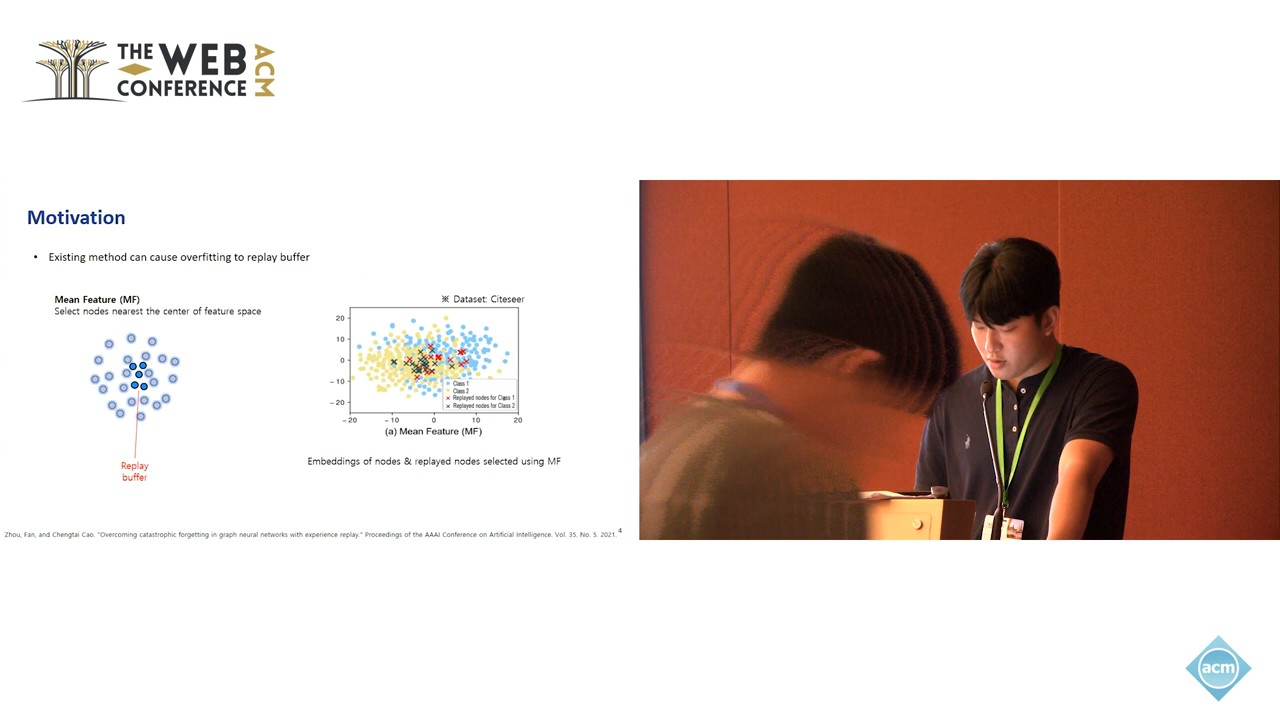 THE WEB
CONFERENCE
ACM
Motivation
• Existing method can cause overfitting to replay buffer
Mean Feature (MF)
Select nodes nearest the center of feature space
Replay
buffer
※ Dataset: Citeseer
20
10
0
−10
−20
−20 −10 0 10 20
Class 1
Class 2
Replayed nodes for Class 1
Replayed nodes for Class 2
(a) Mean Feature (MF)
Embeddings of nodes & replayed nodes selected using MF
Zhou, Fan, and Chengtai Cao. "Overcoming catastrophic forgetting in graph neural networks with experience replay." Proceedings of the AAAI Conference on Artificial Intelligence. Vol. 35. No. 5. 2021.
4
acm